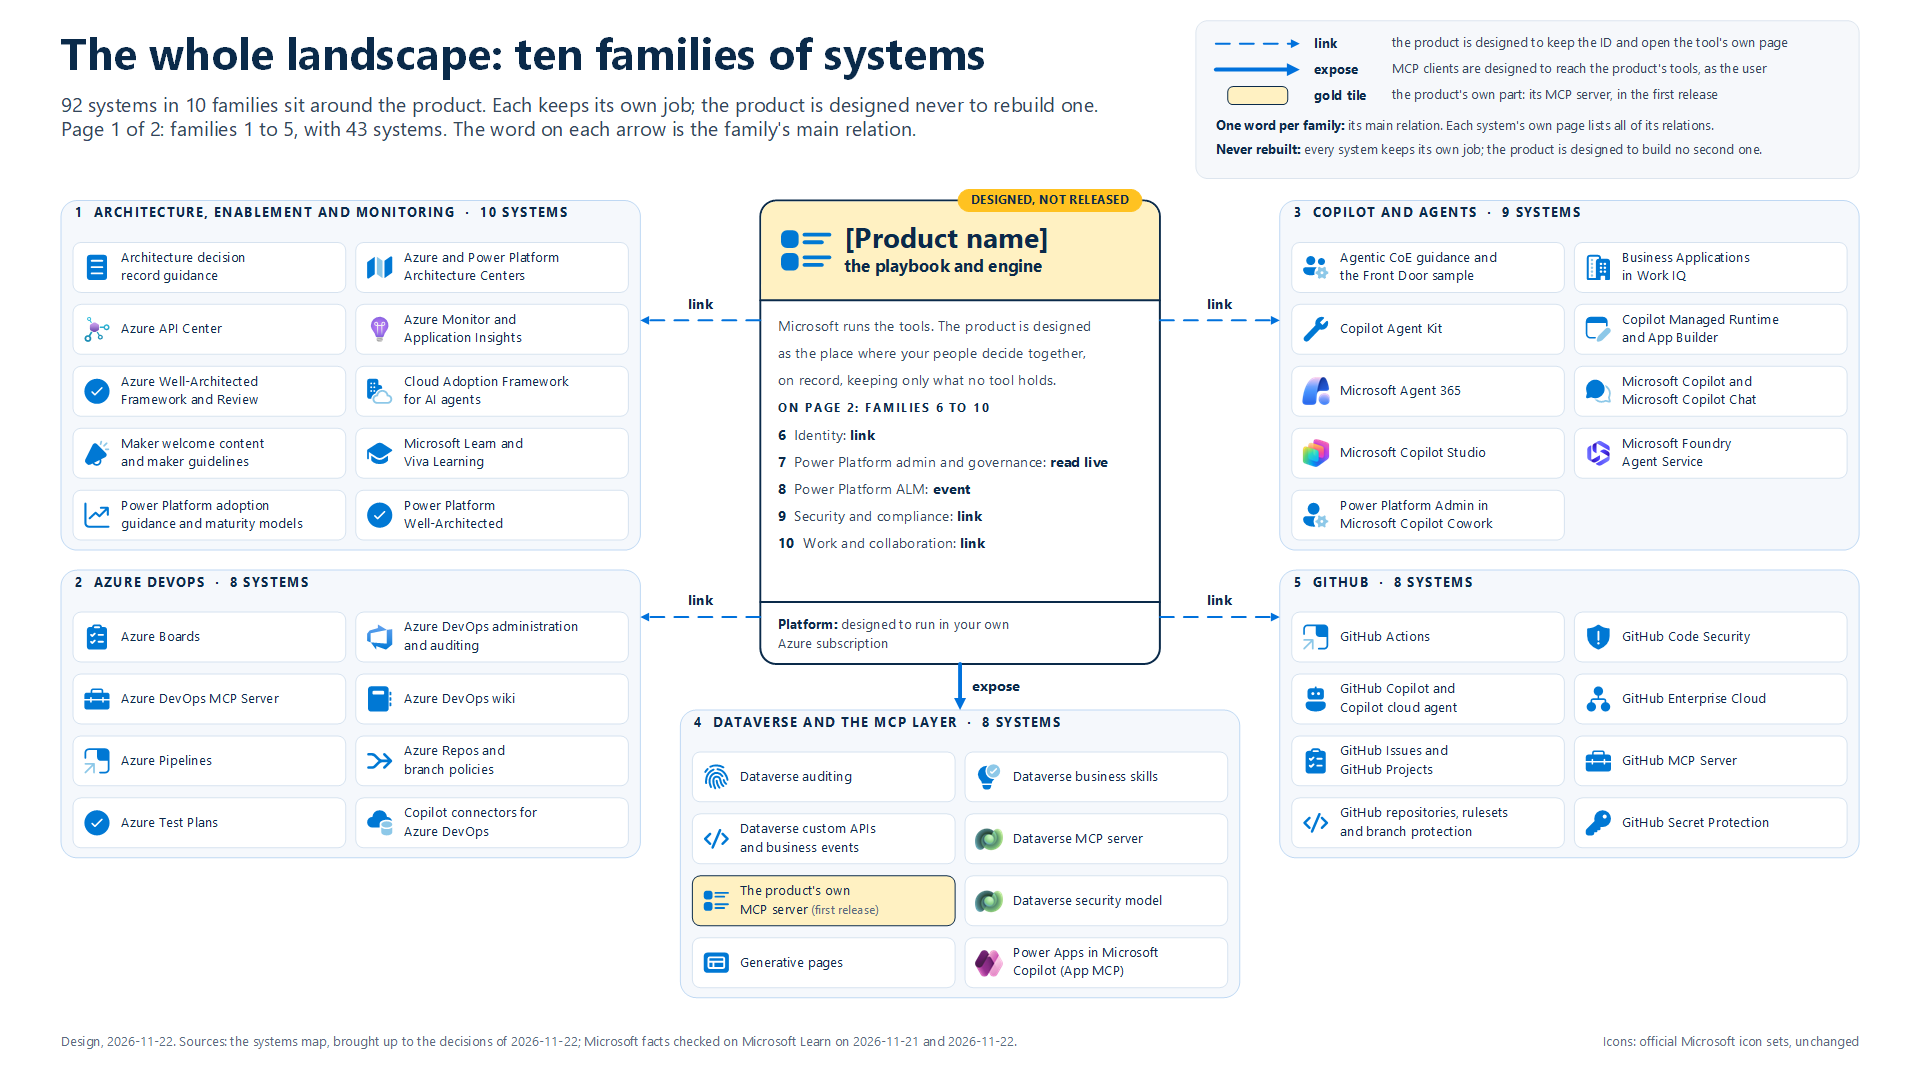 The whole landscape: ten families of systems
92 systems in 10 families sit around the product. Each keeps its own job; the product is designed never to rebuild one.
Page 1 of 2: families 1 to 5, with 43 systems. The word on each arrow is the family's main relation.
link the product is designed to keep the ID and open the tool's own page
expose MCP clients are designed to reach the product's tools, as the user
gold tile the product's own part: its MCP server, in the first release
One word per family: its main relation. Each system's own page lists all of its relations.
Never rebuilt: every system keeps its own job; the product is designed to build no second one.
1 ARCHITECTURE, ENABLEMENT AND MONITORING · 10 SYSTEMS
Architecture decision
record guidance
Azure and Power Platform
Architecture Centers
Azure API Center
Azure Monitor and
Application Insights
Azure Well-Architected
Framework and Review
Cloud Adoption Framework
for AI agents
Maker welcome content
and maker guidelines
Microsoft Learn and
Viva Learning
Power Platform adoption
guidance and maturity models
Power Platform
Well-Architected
2 AZURE DEVOPS · 8 SYSTEMS
Azure Boards
Azure DevOps administration
and auditing
Azure DevOps MCP Server
Azure DevOps wiki
Azure Pipelines
Azure Repos and
branch policies
Azure Test Plans
Copilot connectors for
Azure DevOps
link
link
DESIGNED, NOT RELEASED
[Product name]
the playbook and engine
Microsoft runs the tools. The product is designed
as the place where your people decide together,
on record, keeping only what no tool holds.
ON PAGE 2: FAMILIES 6 TO 10
6 Identity: link
7 Power Platform admin and governance: read live
8 Power Platform ALM: event
9 Security and compliance: link
10 Work and collaboration: link
Platform: designed to run in your own
Azure subscription
expose
link
link
3 COPILOT AND AGENTS · 9 SYSTEMS
Agentic CoE guidance and
the Front Door sample
Business Applications
in Work IQ
Copilot Agent Kit
Copilot Managed Runtime
and App Builder
Microsoft Agent 365
Microsoft Copilot and
Microsoft Copilot Chat
Microsoft Copilot Studio
Microsoft Foundry
Agent Service
Power Platform Admin in
Microsoft Copilot Cowork
4 DATAVERSE AND THE MCP LAYER · 8 SYSTEMS
Dataverse auditing
Dataverse business skills
Dataverse custom APIs
and business events
Dataverse MCP server
The product's own
MCP server (first release)
Dataverse security model
Generative pages
Power Apps in Microsoft
Copilot (App MCP)
5 GITHUB · 8 SYSTEMS
GitHub Actions
GitHub Code Security
GitHub Copilot and
Copilot cloud agent
GitHub Enterprise Cloud
GitHub Issues and
GitHub Projects
GitHub MCP Server
GitHub repositories, rulesets
and branch protection
GitHub Secret Protection
Design, 2026-11-22. Sources: the systems map, brought up to the decisions of 2026-11-22; Microsoft facts checked on Microsoft Learn on 2026-11-21 and 2026-11-22.
Icons: official Microsoft icon sets, unchanged